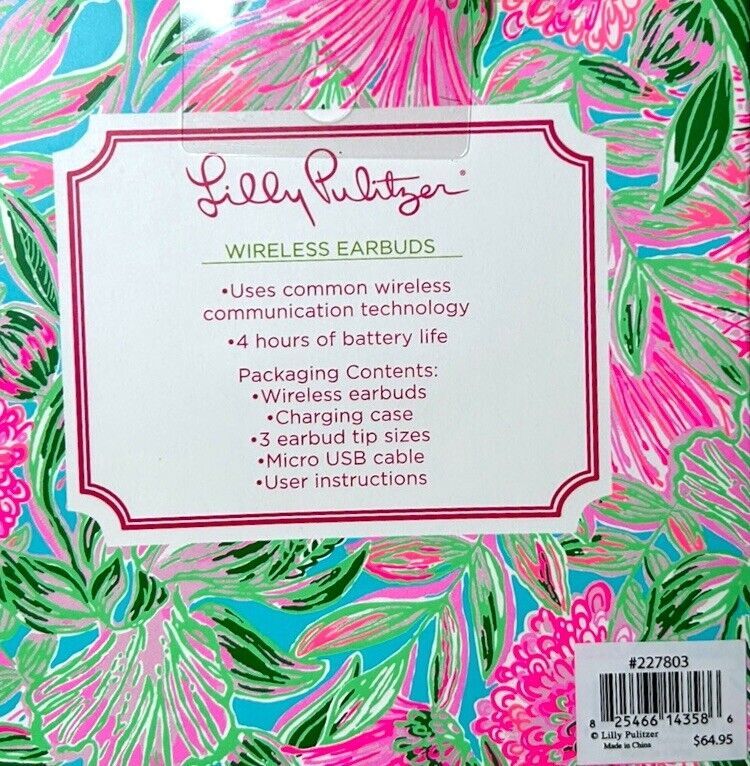 Lilly Pulitzer®
WIRELESS EARBUDS
•Uses common wireless
communication technology
•4 hours of battery life
Packaging Contents:
•Wireless earbuds
•Charging case
•3 earbud tip sizes
•Micro USB cable
•User instructions
#227803
8 25466 14358 6
© Lilly Pulitzer
Made in China
$64.95